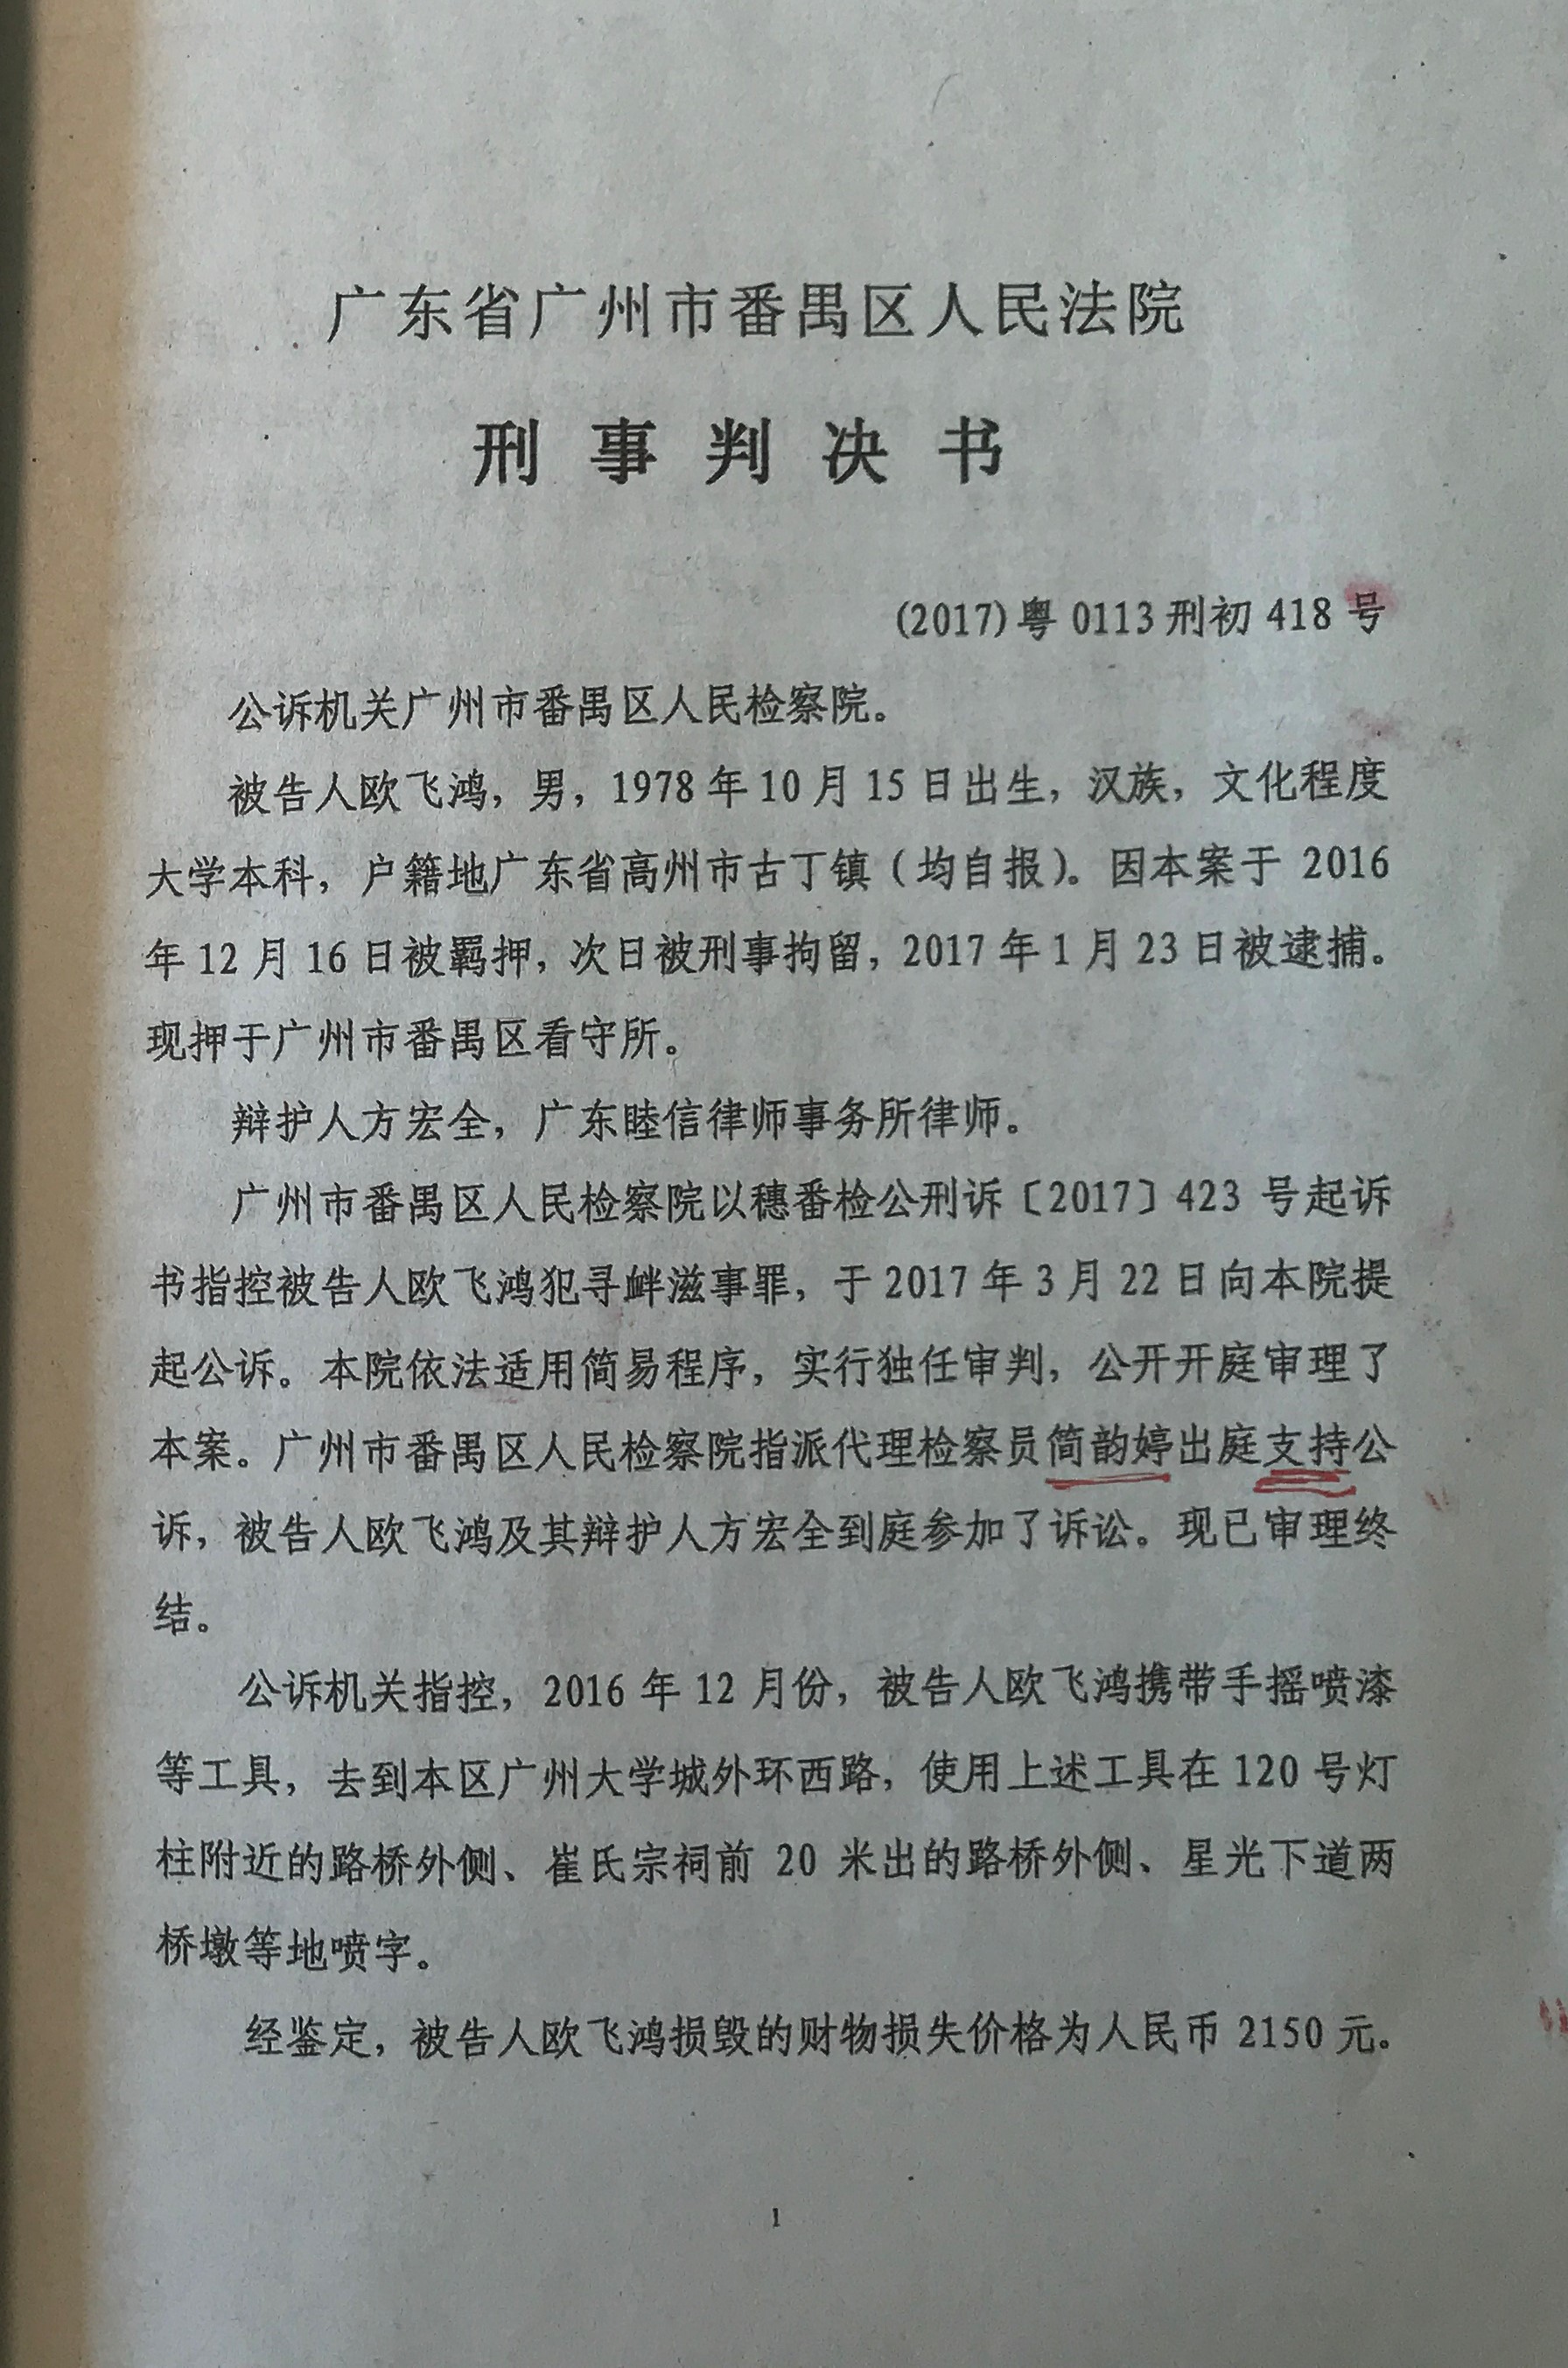 广东省广州市番禺区人民法院
刑事判决书
(2017)粤 0113 刑初 418 号
公诉机关广州市番禺区人民检察院。
被告人欧飞鸿，男，1978 年 10 月 15 日出生，汉族，文化程度
大学本科，户籍地广东省高州市古丁镇（均自报）。因本案于 2016
年 12 月 16 日被羁押，次日被刑事拘留，2017 年 1 月 23 日被逮捕。
现押于广州市番禺区看守所。
辩护人方宏全，广东睦信律师事务所律师。
广州市番禺区人民检察院以穗番检公刑诉〔2017〕423 号起诉
书指控被告人欧飞鸿犯寻衅滋事罪，于 2017 年 3 月 22 日向本院提
起公诉。本院依法适用简易程序，实行独任审判，公开开庭审理了
本案。广州市番禺区人民检察院指派代理检察员简韵婷出庭支持公
诉，被告人欧飞鸿及其辩护人方宏全到庭参加了诉讼。现已审理终
结。
公诉机关指控，2016 年 12 月份，被告人欧飞鸿携带手摇喷漆
等工具，去到本区广州大学城外环西路，使用上述工具在 120 号灯
柱附近的路桥外侧、崔氏宗祠前 20 米出的路桥外侧、星光下道两
桥墩等地喷字。
经鉴定，被告人欧飞鸿损毁的财物损失价格为人民币 2150 元。
1